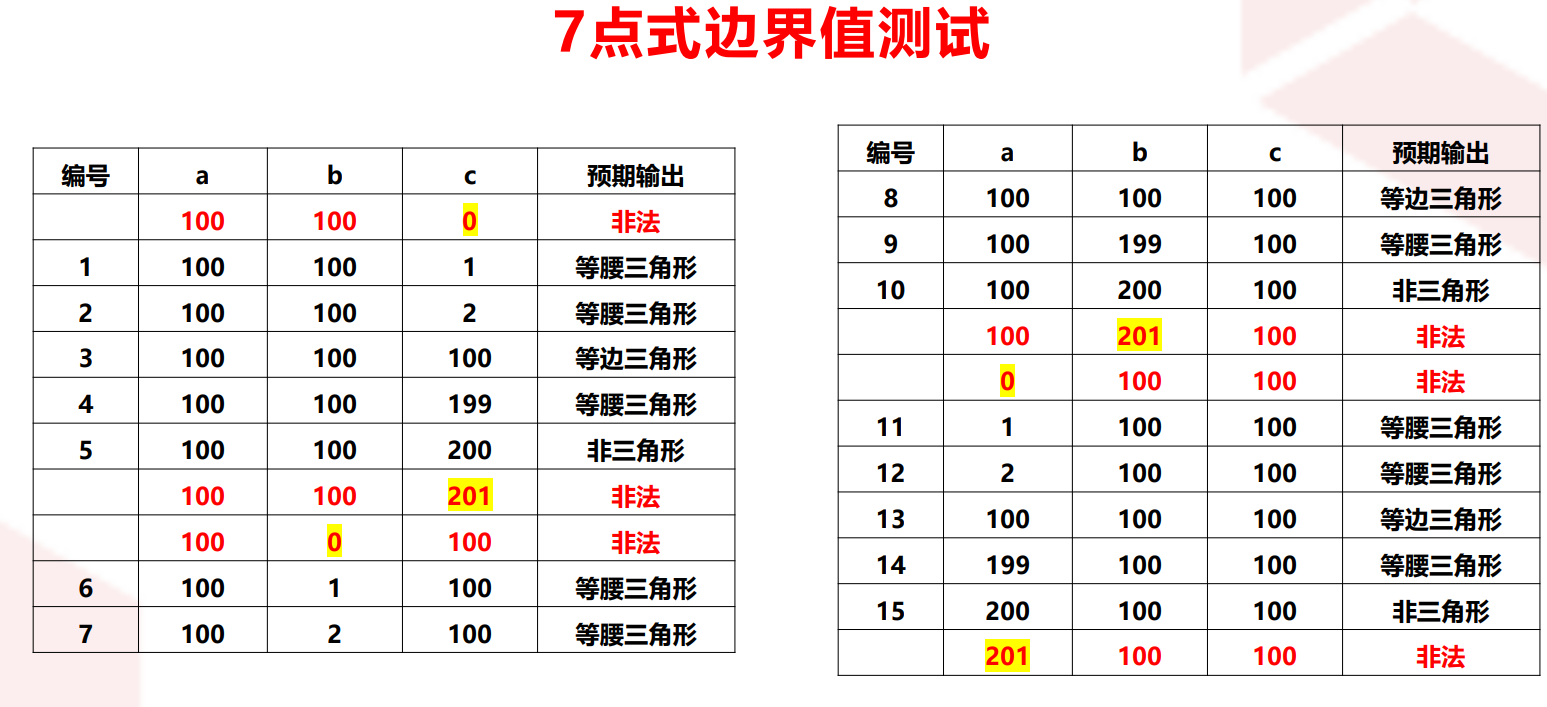 7点式边界值测试
编号 a b c 预期输出
100 100 0 非法
1 100 100 1 等腰三角形
2 100 100 2 等腰三角形
3 100 100 100 等边三角形
4 100 100 199 等腰三角形
5 100 100 200 非三角形
100 100 201 非法
100 0 100 非法
6 100 1 100 等腰三角形
7 100 2 100 等腰三角形
编号 a b c 预期输出
8 100 100 100 等边三角形
9 100 199 100 等腰三角形
10 100 200 100 非三角形
100 201 100 非法
0 100 100 非法
11 1 100 100 等腰三角形
12 2 100 100 等腰三角形
13 100 100 100 等边三角形
14 199 100 100 等腰三角形
15 200 100 100 非三角形
201 100 100 非法